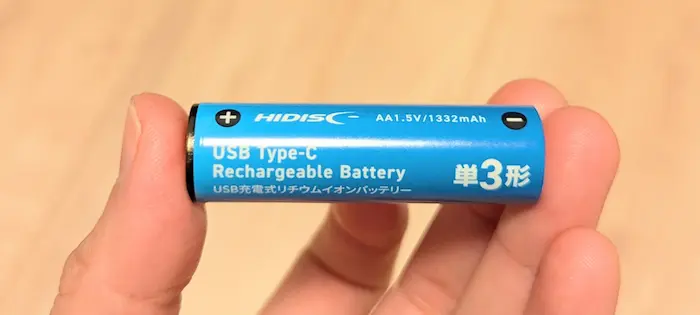 + HIDISC AA1.5V/1332mAh −
USB Type-C
Rechargeable Battery
USB充電式リチウムイオンバッテリー
単3形